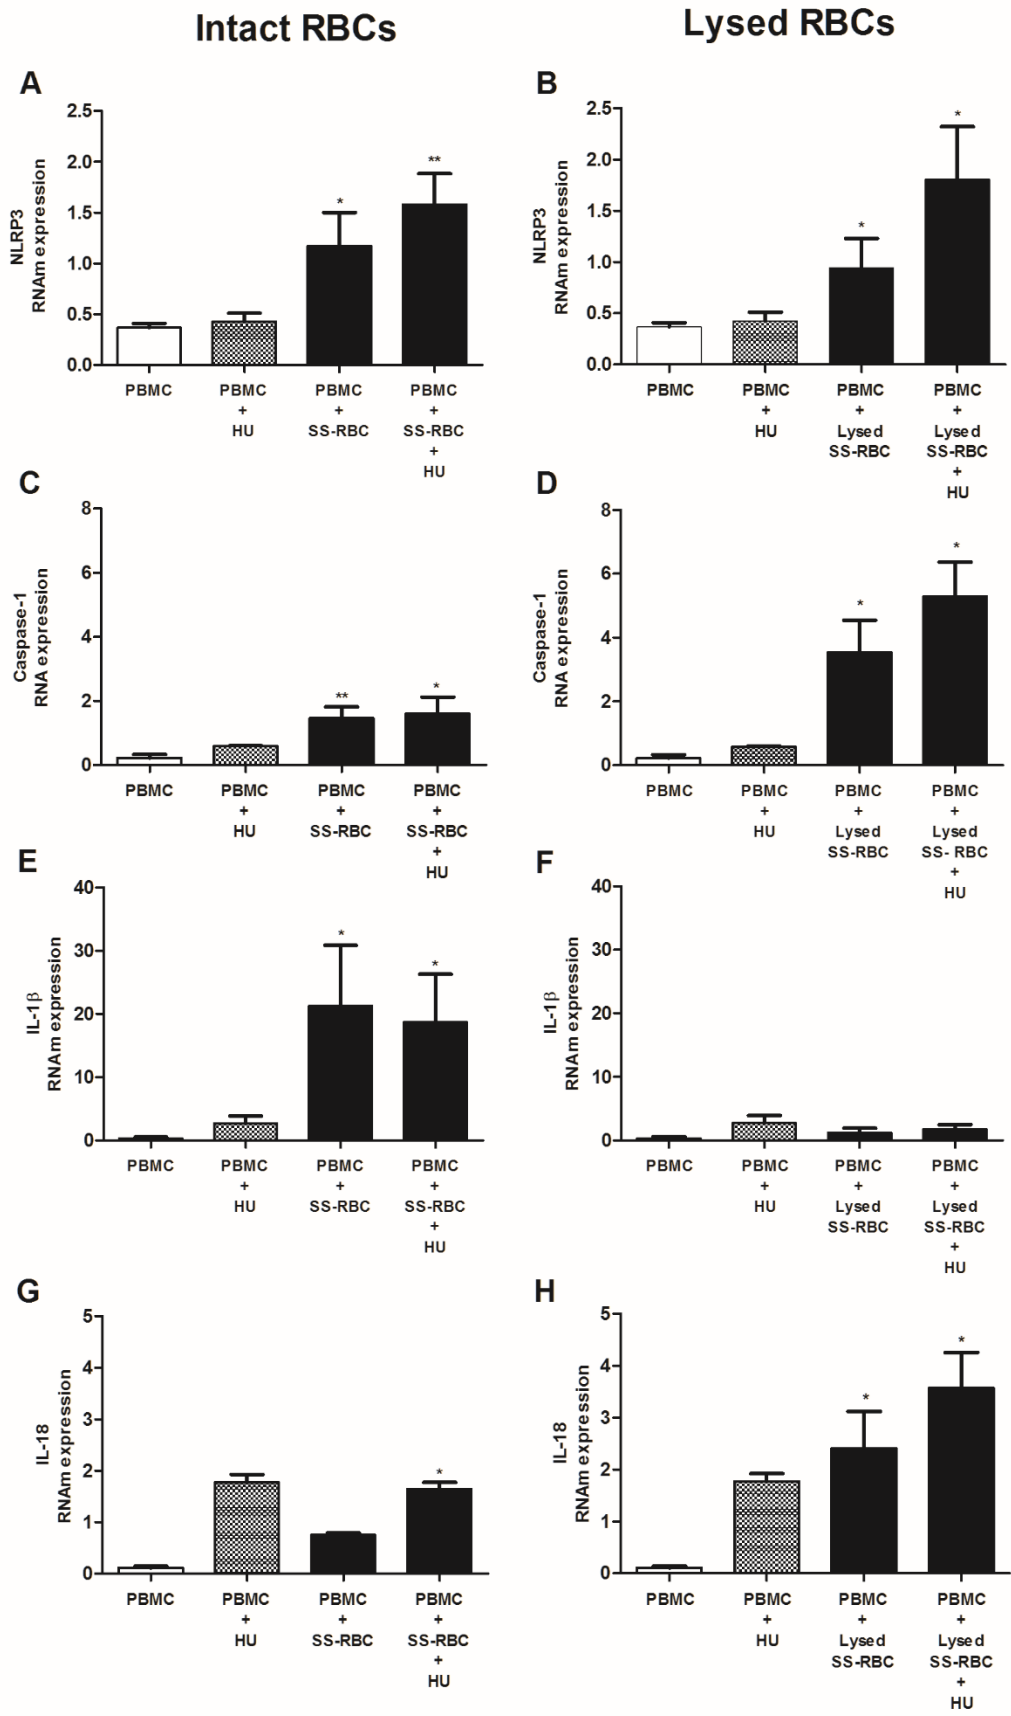 Intact RBCs
Lysed RBCs
A
NLRP3
RNAm expression
2.5
2.0
1.5
1.0
0.5
0.0
*
**
PBMC
PBMC
+
HU
PBMC
+
SS-RBC
PBMC
+
SS-RBC
+
HU
B
NLRP3
RNAm expression
2.5
2.0
1.5
1.0
0.5
0.0
*
*
PBMC
PBMC
+
HU
PBMC
+
Lysed
SS-RBC
PBMC
+
Lysed
SS-RBC
+
HU
C
Caspase-1
RNA expression
8
6
4
2
0
**
*
PBMC
PBMC
+
HU
PBMC
+
SS-RBC
PBMC
+
SS-RBC
+
HU
D
Caspase-1
RNA expression
8
6
4
2
0
*
*
PBMC
PBMC
+
HU
PBMC
+
Lysed
SS-RBC
PBMC
+
Lysed
SS- RBC
+
HU
E
IL-1β
RNAm expression
40
30
20
10
0
*
*
PBMC
PBMC
+
HU
PBMC
+
SS-RBC
PBMC
+
SS-RBC
+
HU
F
IL-1β
RNAm expression
40
30
20
10
0
PBMC
PBMC
+
HU
PBMC
+
Lysed
SS-RBC
PBMC
+
Lysed
SS-RBC
+
HU
G
IL-18
RNAm expression
5
4
3
2
1
0
*
PBMC
PBMC
+
HU
PBMC
+
SS-RBC
PBMC
+
SS-RBC
+
HU
H
IL-18
RNAm expression
5
4
3
2
1
0
*
*
PBMC
PBMC
+
HU
PBMC
+
Lysed
SS-RBC
PBMC
+
Lysed
SS-RBC
+
HU